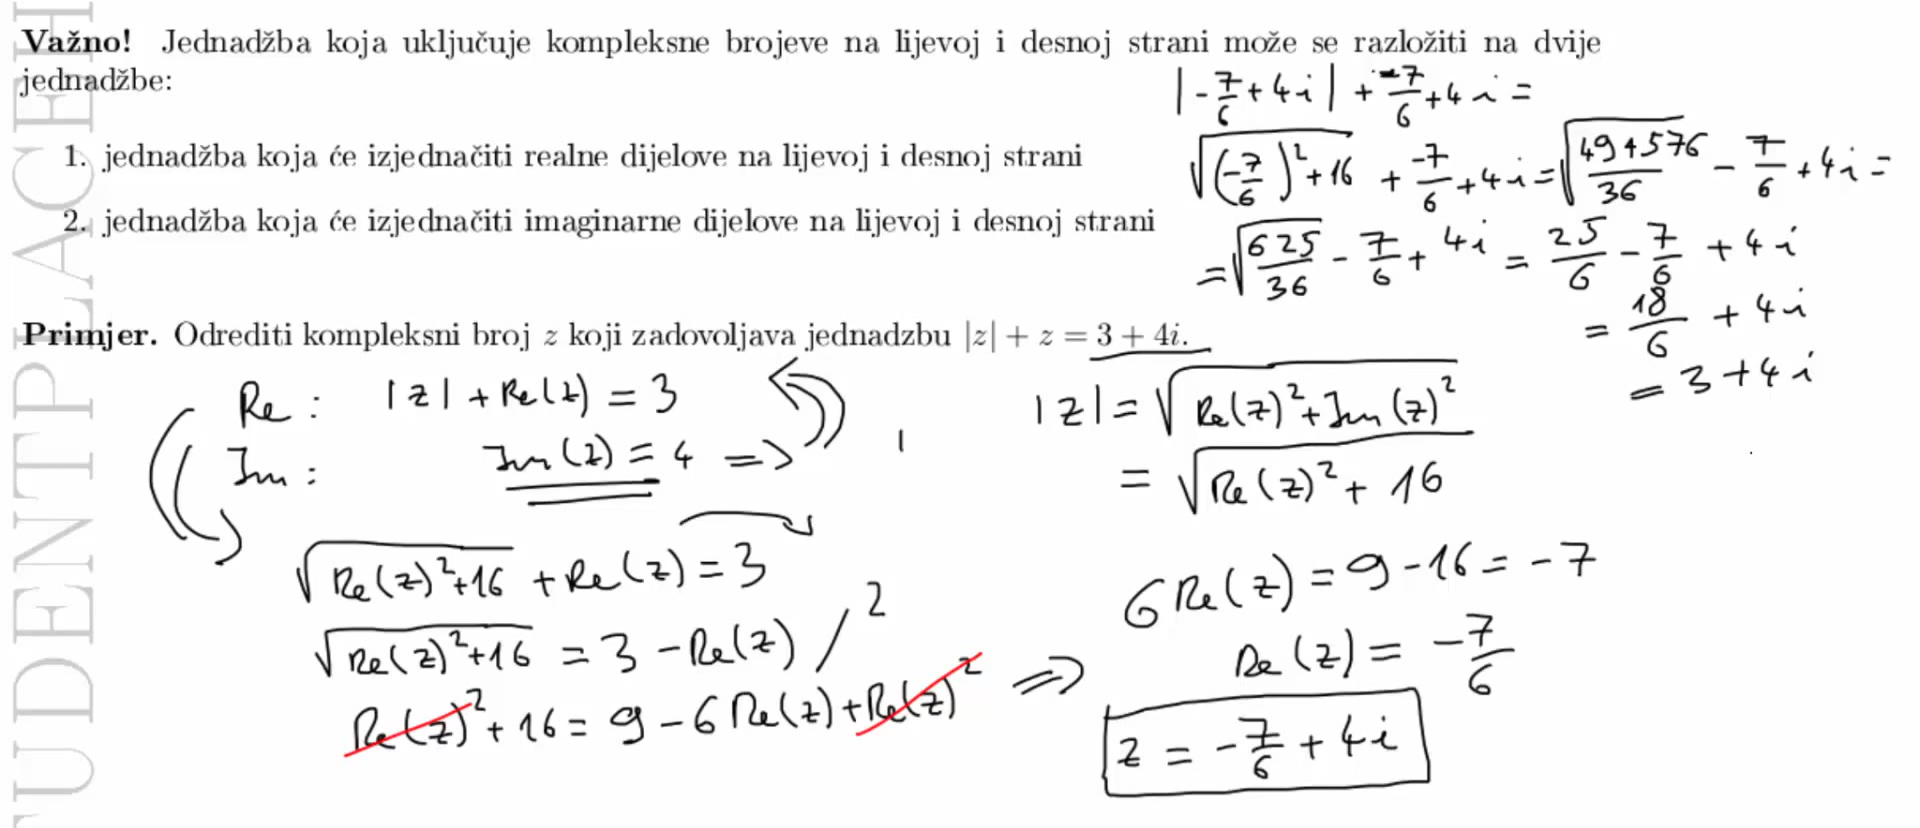 Važno! Jednadžba koja uključuje kompleksne brojeve na lijevoj i desnoj strani može se razložiti na dvije
jednadžbe:
1. jednadžba koja će izjednačiti realne dijelove na lijevoj i desnoj strani
2. jednadžba koja će izjednačiti imaginarne dijelove na lijevoj i desnoj strani
|-7/6 + 4i| + -7/6 + 4i =
√((-7/6)² + 16) + -7/6 + 4i = √(49+576/36) - 7/6 + 4i =
= √(625/36) - 7/6 + 4i = 25/6 - 7/6 + 4i
= 18/6 + 4i
= 3 + 4i
Primjer. Odrediti kompleksni broj z koji zadovoljava jednadzbu |z| + z = 3 + 4i.
Re: |z| + Re(z) = 3
Im: Im(z) = 4 =>
√(Re(z)² + 16) + Re(z) = 3
√(Re(z)² + 16) = 3 - Re(z) /²
Re(z)² + 16 = 9 - 6Re(z) + Re(z)² =>
|z| = √(Re(z)² + Im(z)²)
= √(Re(z)² + 16)
6Re(z) = 9 - 16 = -7
Re(z) = -7/6
z = -7/6 + 4i
TUDENTPLACEH